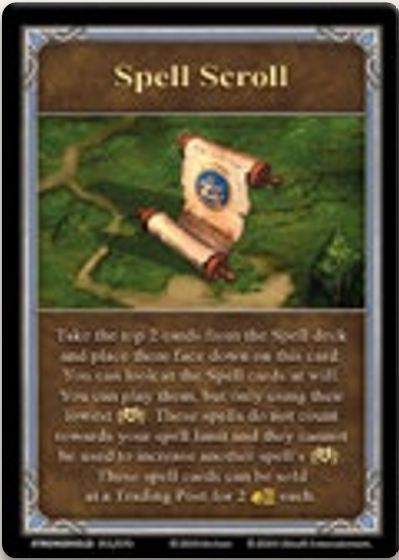 Spell Scroll
Take the top 2 cards from the Spell deck
and place them face down on this card.
You can look at the Spell cards at will.
You can play them, but only using their
lowest. These spells do not count
towards your spell limit and they cannot
be used to increase another spell's.
These spell cards can be sold
at a Trading Post for 2 each.
STRONGHOLD